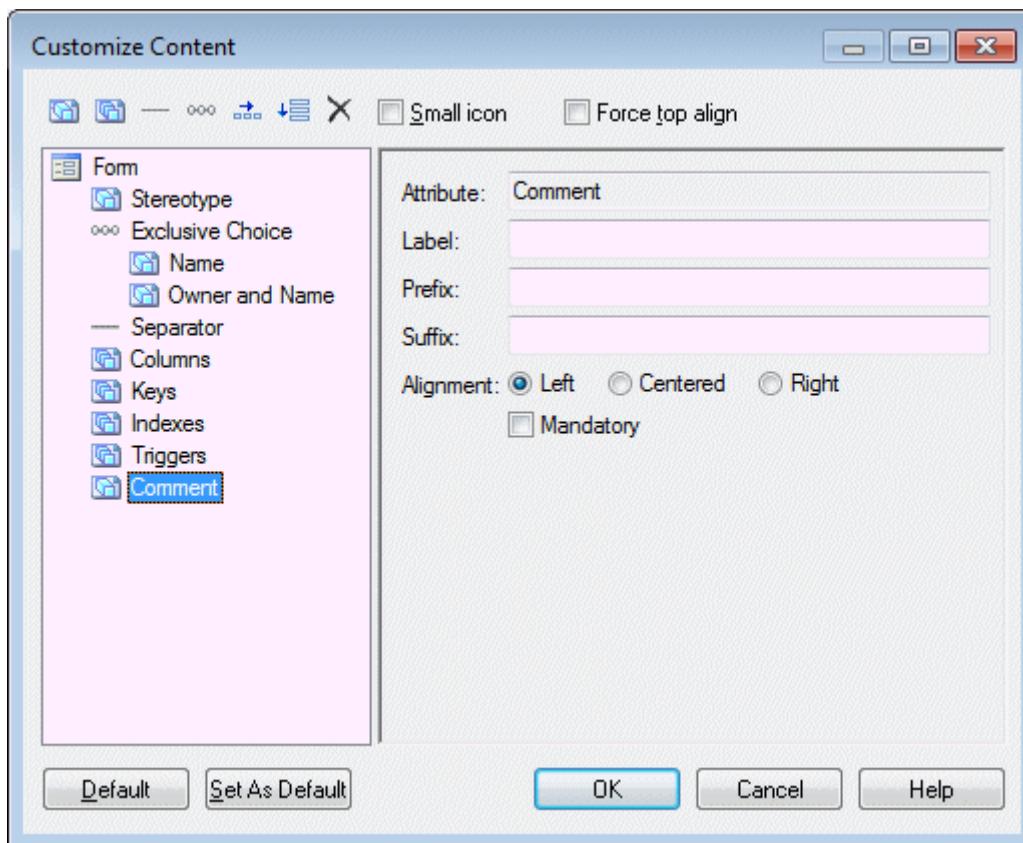 Customize Content
Small icon
Force top align
Form
Stereotype
Exclusive Choice
Name
Owner and Name
Separator
Columns
Keys
Indexes
Triggers
Comment
Attribute: Comment
Label:
Prefix:
Suffix:
Alignment: Left Centered Right
Mandatory
Default Set As Default OK Cancel Help